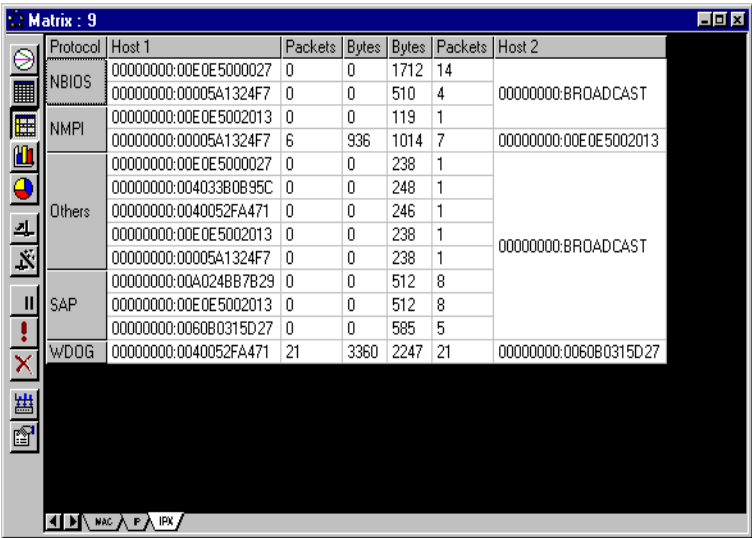 Matrix : 9
Protocol Host 1 Packets Bytes Bytes Packets Host 2
NBIOS 00000000:00E0E5000027 0 0 1712 14 00000000:BROADCAST
00000000:00005A1324F7 0 0 510 4
NMPI 00000000:00E0E5002013 0 0 119 1
00000000:00005A1324F7 6 936 1014 7 00000000:00E0E5002013
Others 00000000:00E0E5000027 0 0 238 1 00000000:BROADCAST
00000000:004033B0B95C 0 0 248 1
00000000:0040052FA471 0 0 246 1
00000000:00E0E5002013 0 0 238 1
00000000:00005A1324F7 0 0 238 1
SAP 00000000:00A024BB7B29 0 0 512 8
00000000:00E0E5002013 0 0 512 8
00000000:0060B0315D27 0 0 585 5
WDOG 00000000:0040052FA471 21 3360 2247 21 00000000:0060B0315D27
MAC IP IPX